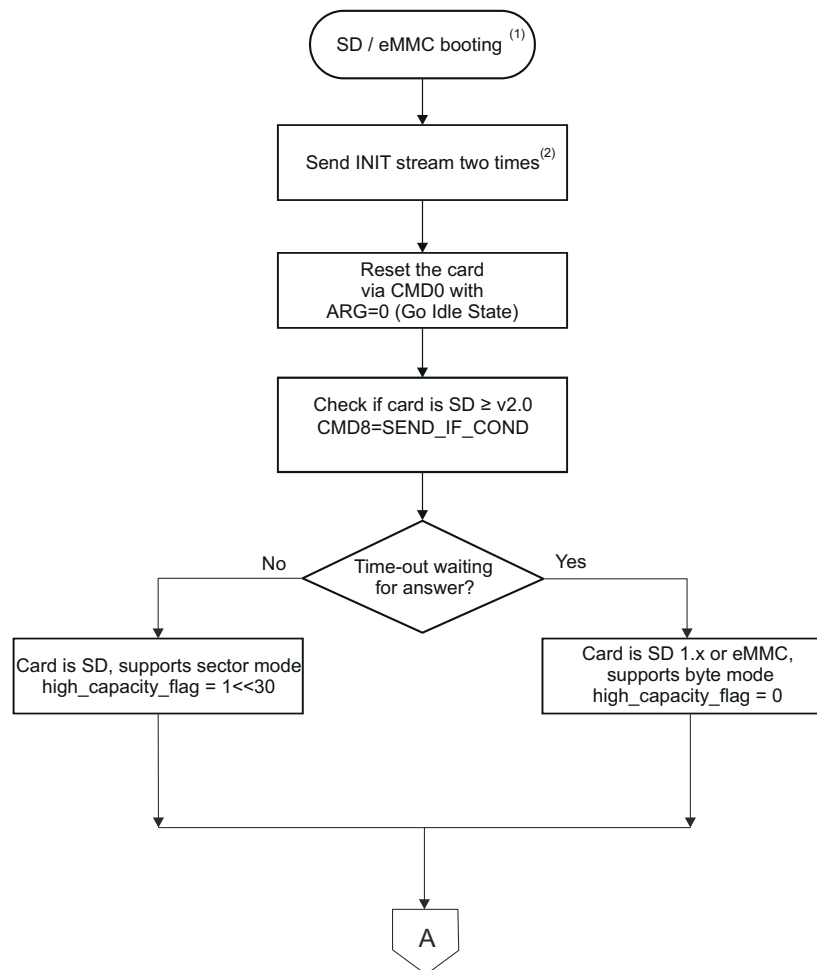 SD / eMMC booting (1)
Send INIT stream two times(2)
Reset the card
via CMD0 with
ARG=0 (Go Idle State)
Check if card is SD ≥ v2.0
CMD8=SEND_IF_COND
Time-out waiting
for answer?
No
Yes
Card is SD, supports sector mode
high_capacity_flag = 1<<30
Card is SD 1.x or eMMC,
supports byte mode
high_capacity_flag = 0
A